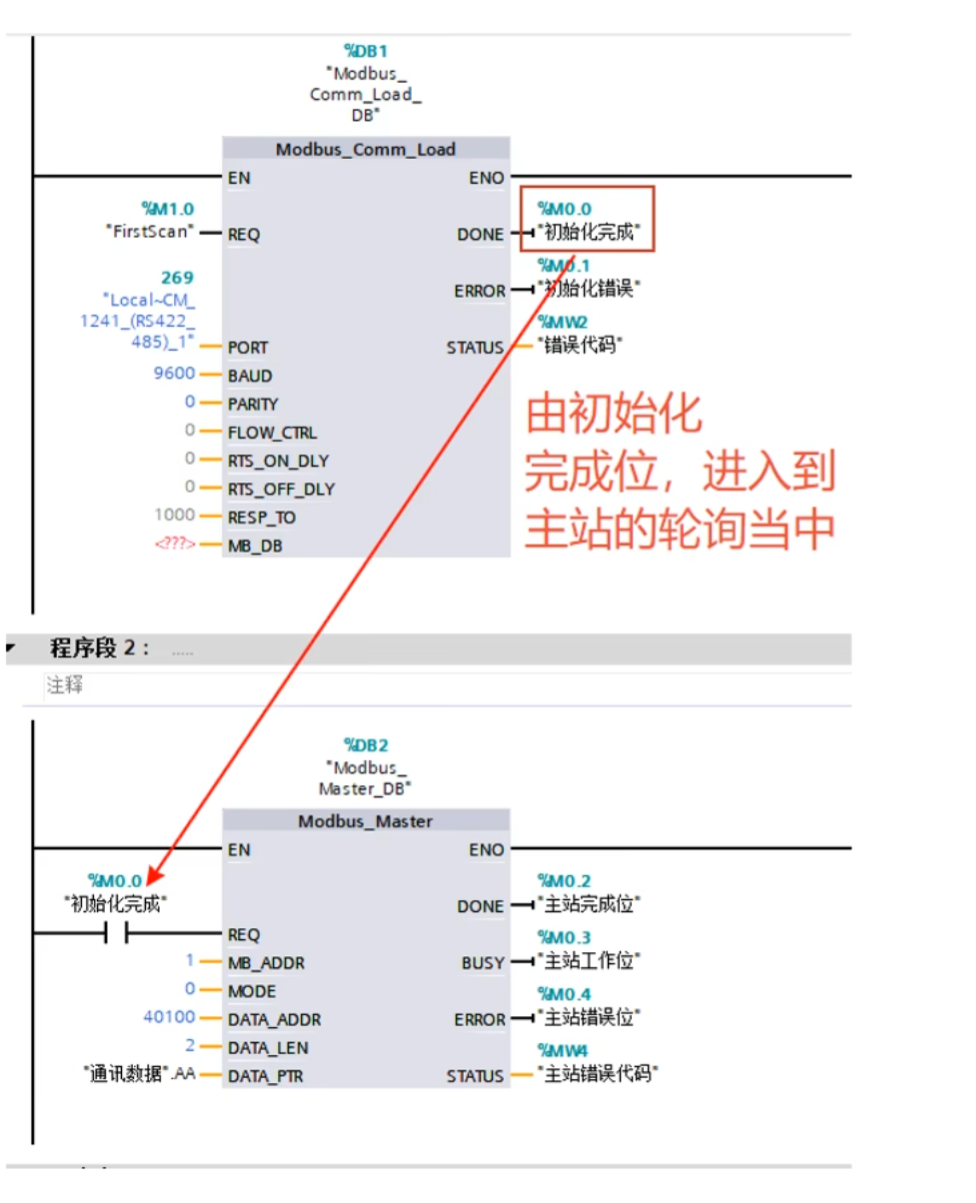 %DB1
"Modbus_
Comm_Load_
DB"
Modbus_Comm_Load
EN
ENO
%M1.0
"FirstScan"
REQ
DONE
%M0.0
"初始化完成"
ERROR
%M0.1
"初始化错误"
269
"Local~CM_
1241_(RS422_
485)_1"
PORT
STATUS
%MW2
"错误代码"
9600
BAUD
0
PARITY
0
FLOW_CTRL
0
RTS_ON_DLY
0
RTS_OFF_DLY
1000
RESP_TO
<???>
MB_DB
由初始化
完成位，进入到
主站的轮询当中
程序段 2： .....
注释
%DB2
"Modbus_
Master_DB"
Modbus_Master
EN
ENO
%M0.0
"初始化完成"
REQ
DONE
%M0.2
"主站完成位"
1
MB_ADDR
BUSY
%M0.3
"主站工作位"
0
MODE
40100
DATA_ADDR
ERROR
%M0.4
"主站错误位"
2
DATA_LEN
"通讯数据".AA
DATA_PTR
STATUS
%MW4
"主站错误代码"